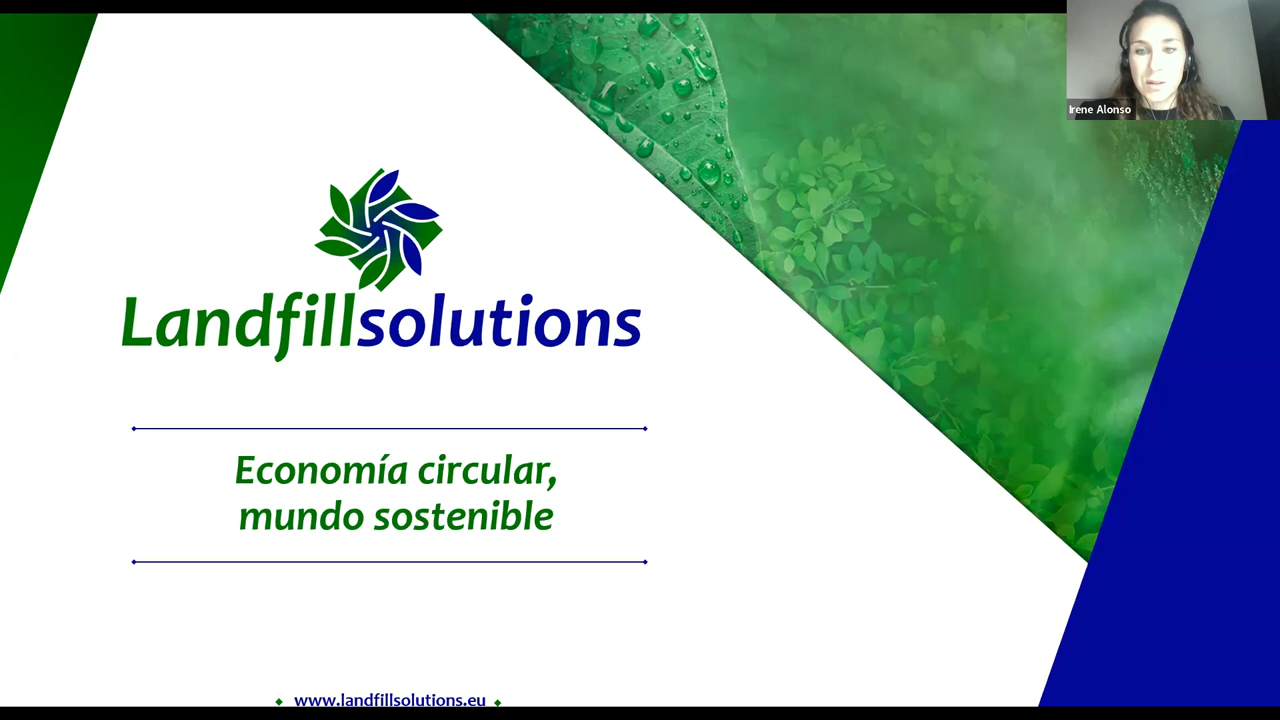 Irene Alonso
Landfillsolutions
Economía circular,
mundo sostenible
www.landfillsolutions.eu